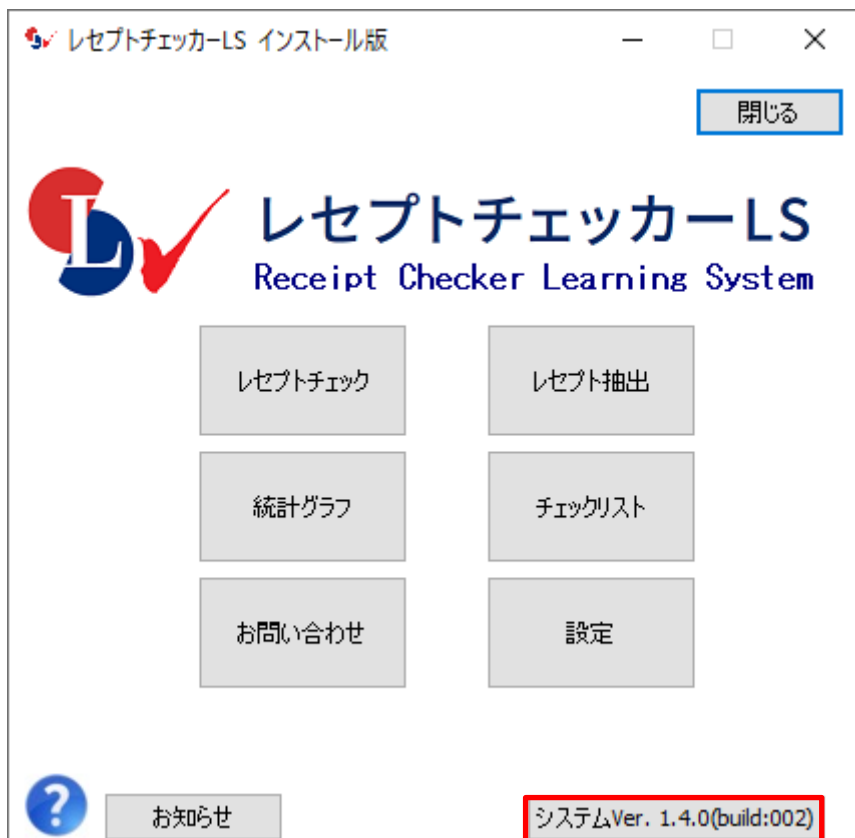 レセプトチェッカーLS インストール版
閉じる
L
レセプトチェッカーLS
Receipt Checker Learning System
レセプトチェック
レセプト抽出
統計グラフ
チェックリスト
お問い合わせ
設定
?
お知らせ
システムVer. 1.4.0(build:002)